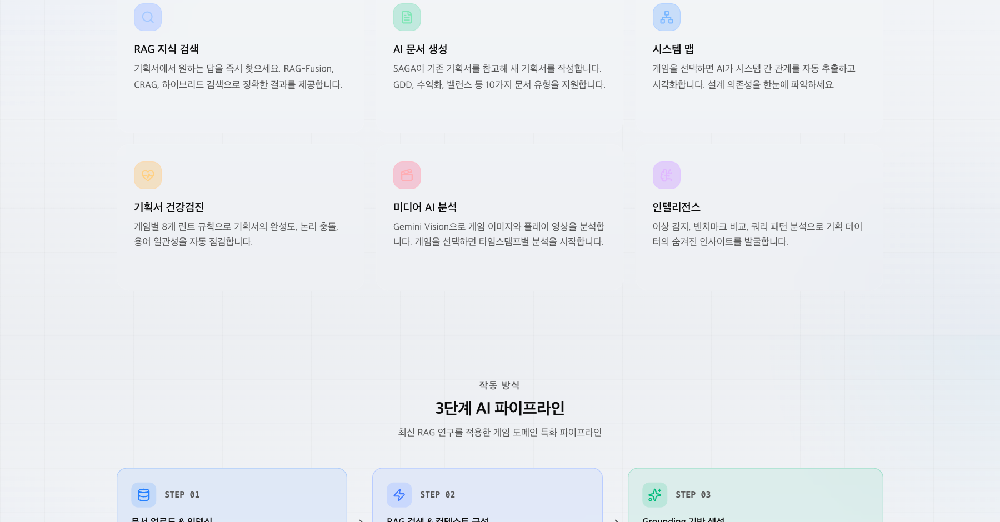 RAG 지식 검색
기획서에서 원하는 답을 즉시 찾으세요. RAG-Fusion,
CRAG, 하이브리드 검색으로 정확한 결과를 제공합니다.
AI 문서 생성
SAGA이 기존 기획서를 참고해 새 기획서를 작성합니다.
GDD, 수익화, 밸런스 등 10가지 문서 유형을 지원합니다.
시스템 맵
게임을 선택하면 AI가 시스템 간 관계를 자동 추출하고
시각화합니다. 설계 의존성을 한눈에 파악하세요.
기획서 건강검진
게임별 8개 린트 규칙으로 기획서의 완성도, 논리 충돌,
용어 일관성을 자동 점검합니다.
미디어 AI 분석
Gemini Vision으로 게임 이미지와 플레이 영상을 분석합
니다. 게임을 선택하면 타임스탬프별 분석을 시작합니다.
인텔리전스
이상 감지, 벤치마크 비교, 쿼리 패턴 분석으로 기획 데이
터의 숨겨진 인사이트를 발굴합니다.
작동 방식
3단계 AI 파이프라인
최신 RAG 연구를 적용한 게임 도메인 특화 파이프라인
STEP 01
문서 업로드 & 인덱싱
STEP 02
RAG 검색 & 컨텍스트 구성
STEP 03
Grounding 기반 생성